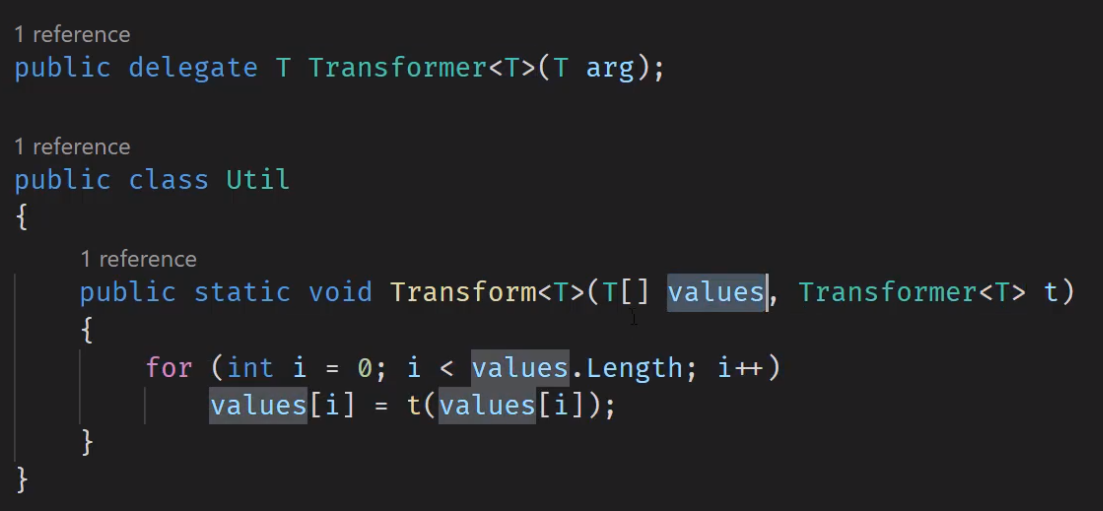 1 reference
public delegate T Transformer<T>(T arg);
1 reference
public class Util
{
1 reference
public static void Transform<T>(T[] values, Transformer<T> t)
{
for (int i = 0; i < values.Length; i++)
values[i] = t(values[i]);
}
}